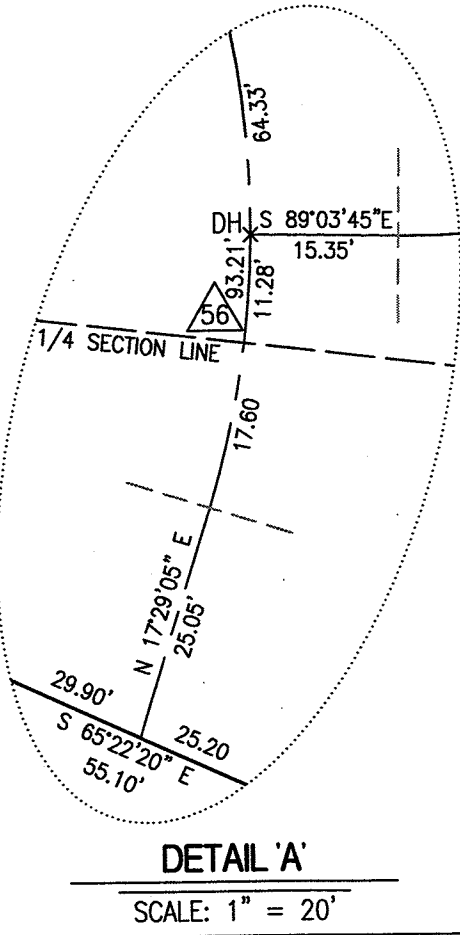 64.33'
DH S 89°03'45"E
15.35'
93.21'
11.28'
56
1/4 SECTION LINE
17.60
N 17°29'05" E
25.05'
29.90'
25.20
S 65°22'20" E
55.10'
DETAIL 'A'
SCALE: 1" = 20'